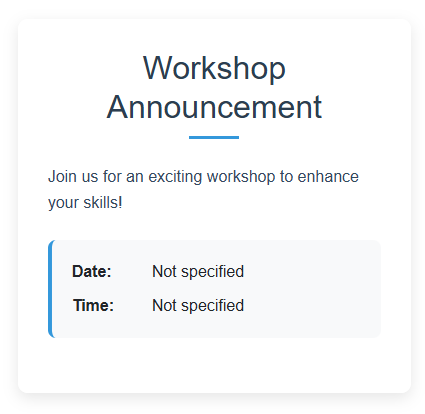 Workshop
Announcement
Join us for an exciting workshop to enhance
your skills!
Date: Not specified
Time: Not specified